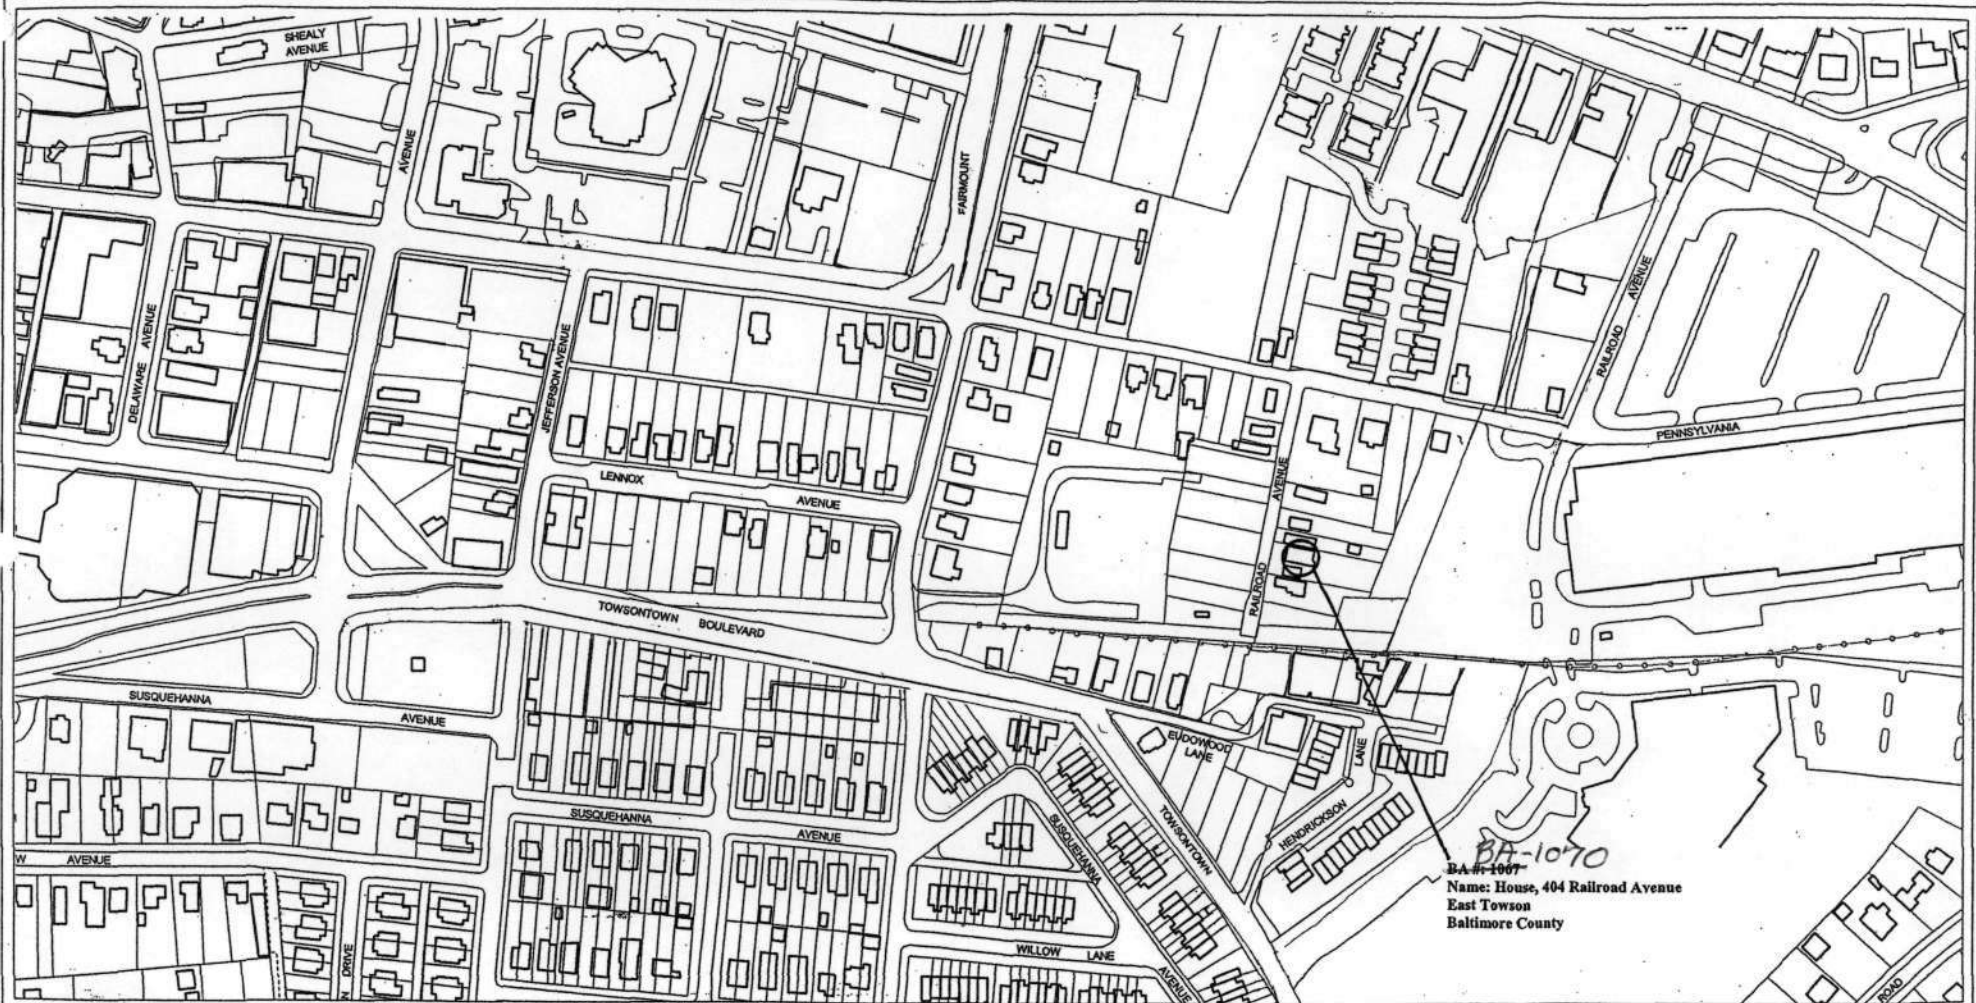 SHEALY
AVENUE
AVENUE
FAIRMOUNT
DELAWARE AVENUE
JEFFERSON AVENUE
RAILROAD AVENUE
PENNSYLVANIA
LENNOX AVENUE
RAILROAD AVENUE
TOWSONTOWN BOULEVARD
SUSQUEHANNA AVENUE
EUDOWOOD
LANE
LANE
HENDRICKSON
SUSQUEHANNA AVENUE
SUSQUEHANNA
AVENUE
TOWSONTOWN
W AVENUE
DRIVE
WILLOW LANE
ROAD
BA-1070
BA #: 1067
Name: House, 404 Railroad Avenue
East Towson
Baltimore County